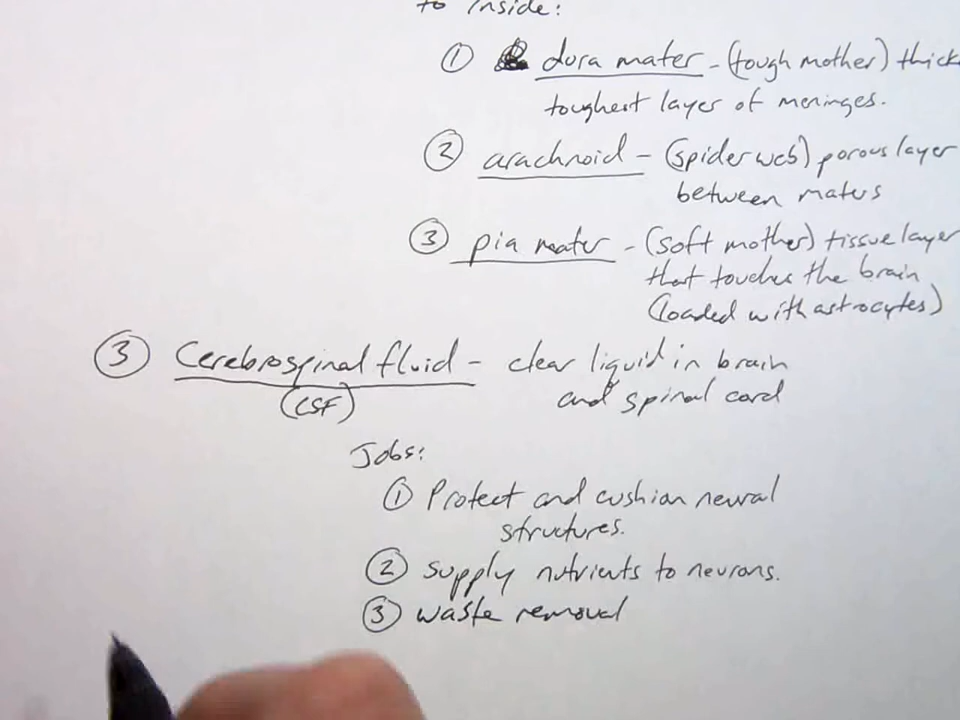 to inside:
① dura mater - (tough mother) thick
toughest layer of meninges.
② arachnoid - (spider web) porous layer
between maters
③ pia mater - (soft mother) tissue layer
that touches the brain
(loaded with astrocytes)
③ Cerebrospinal fluid - clear liquid in brain
(CSF) and spinal cord
Jobs:
① Protect and cushion neural
structures.
② supply nutrients to neurons.
③ waste removal